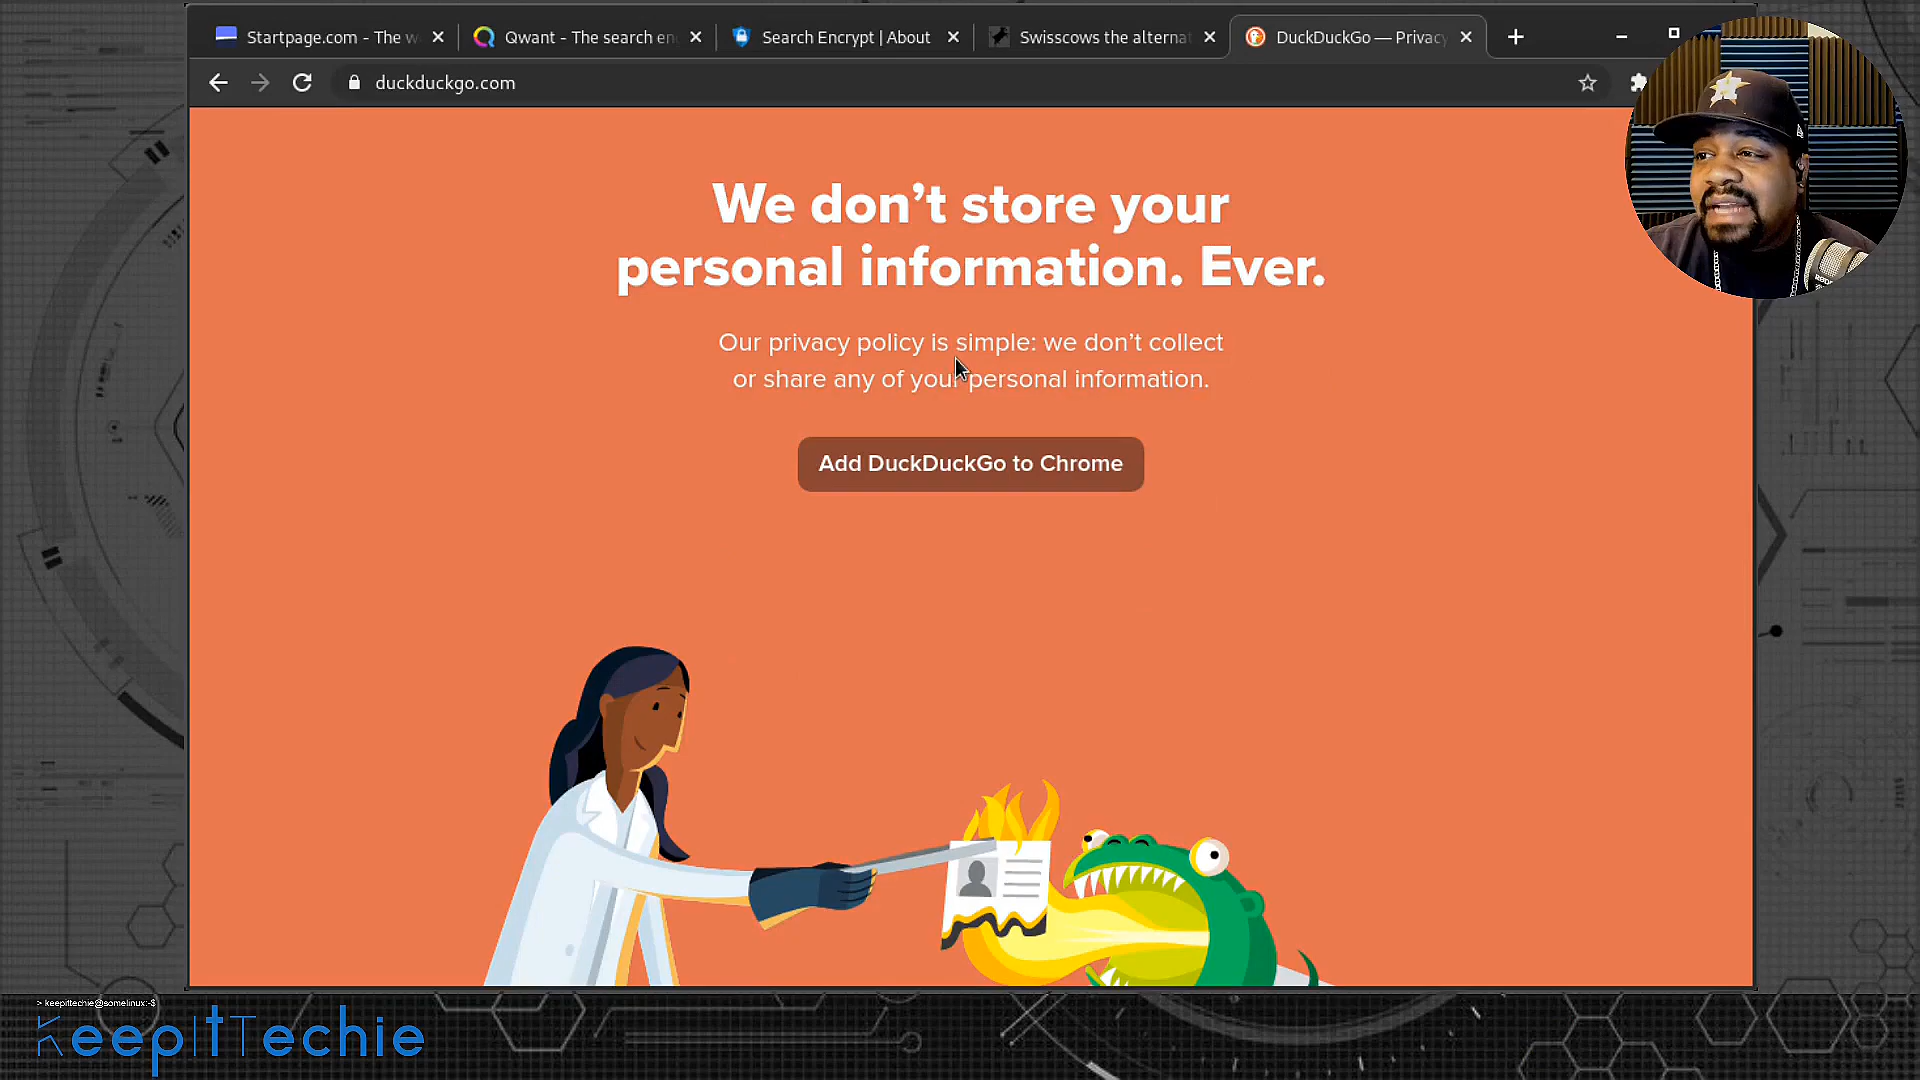 Startpage.com - The w
Qwant - The search en
Search Encrypt | About
Swisscows the alternat
DuckDuckGo — Privacy
duckduckgo.com
We don’t store your
personal information. Ever.
Our privacy policy is simple: we don’t collect
or share any of your personal information.
Add DuckDuckGo to Chrome
> keepittechie@somelinux:~$
KeepItTechie